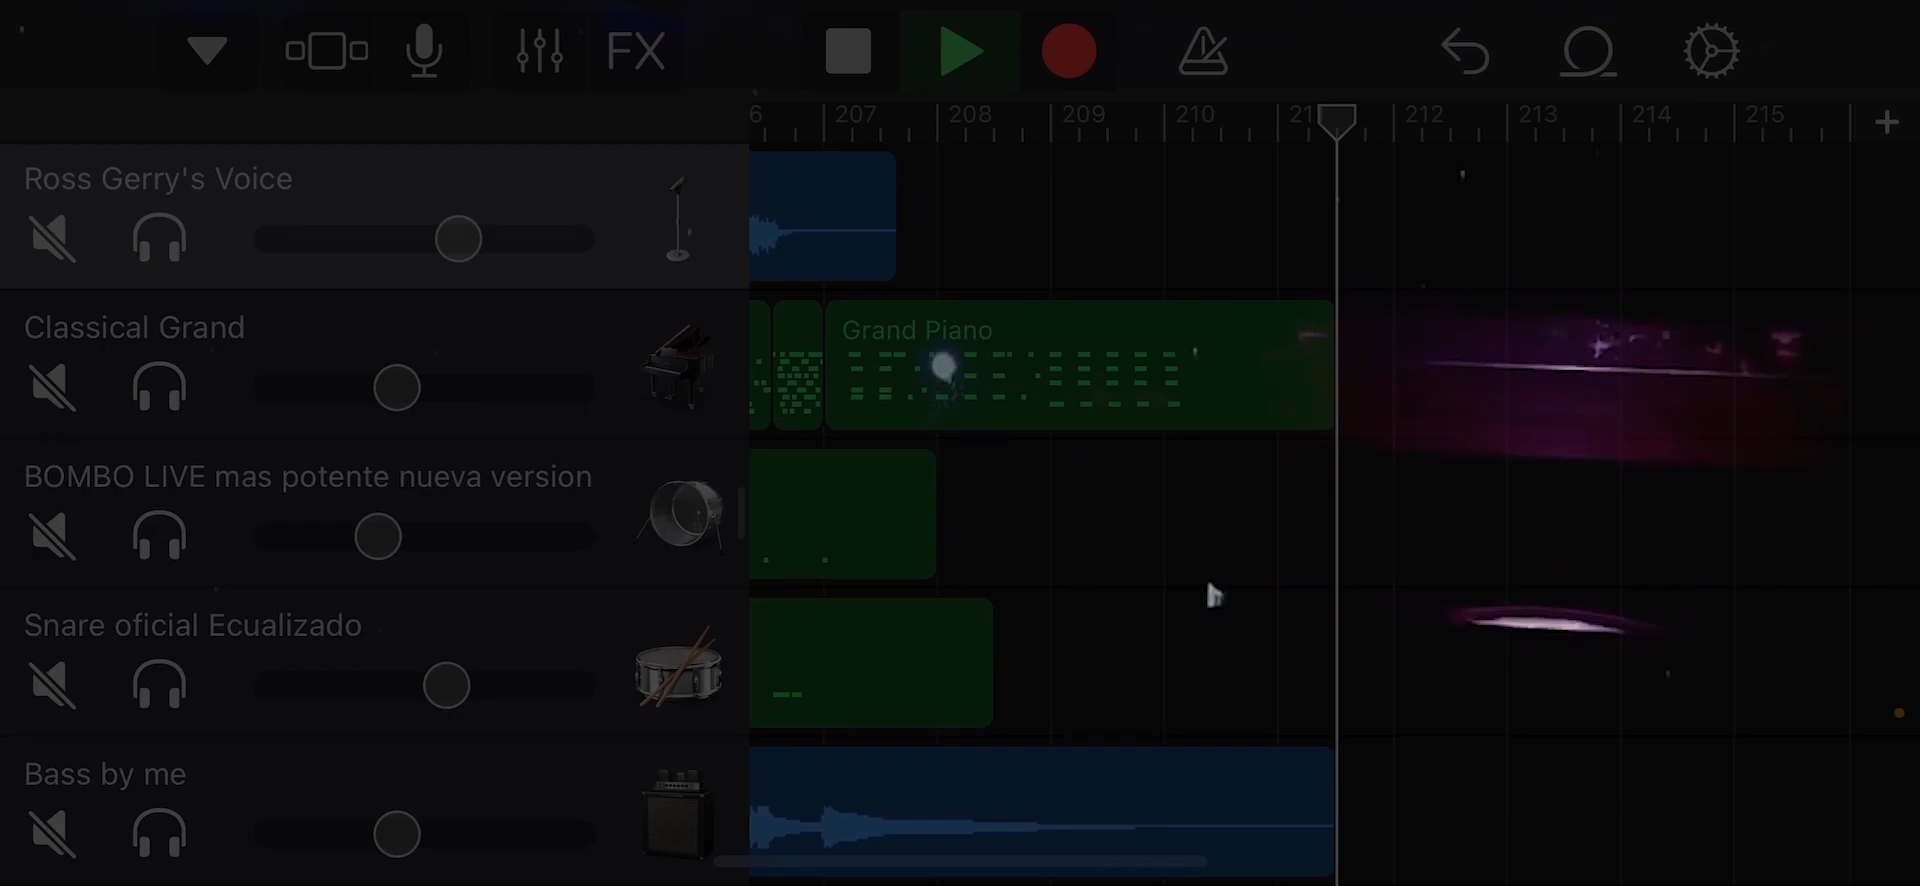 FX
6 207 208 209 210 21 212 213 214 215 +
Ross Gerry's Voice
Classical Grand
Grand Piano
BOMBO LIVE mas potente nueva version
Snare oficial Ecualizado
Bass by me